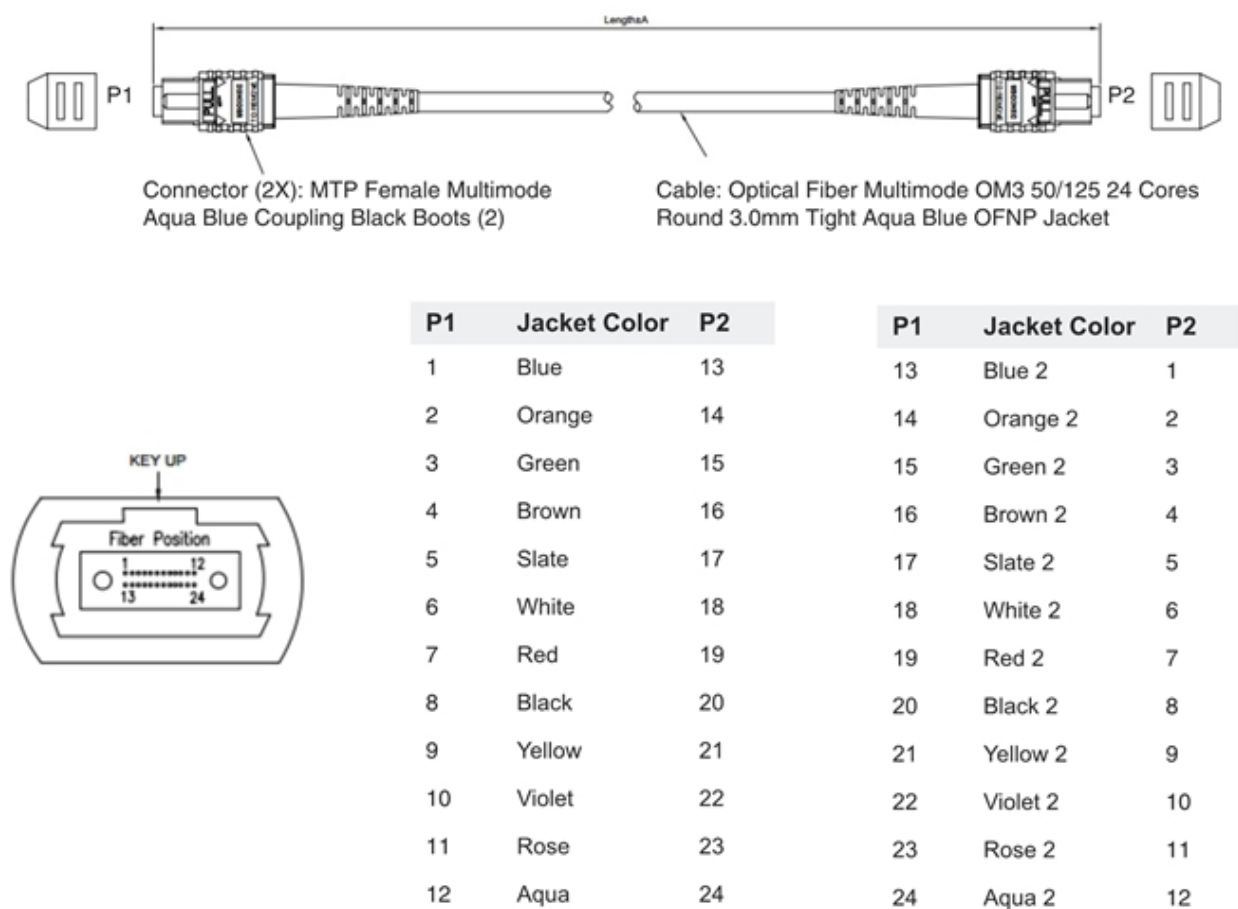 LengthsA
P1
PULL
PULL
P2
Connector (2X): MTP Female Multimode
Aqua Blue Coupling Black Boots (2)
Cable: Optical Fiber Multimode OM3 50/125 24 Cores
Round 3.0mm Tight Aqua Blue OFNP Jacket
P1 Jacket Color P2
1 Blue 13
2 Orange 14
3 Green 15
4 Brown 16
5 Slate 17
6 White 18
7 Red 19
8 Black 20
9 Yellow 21
10 Violet 22
11 Rose 23
12 Aqua 24
P1 Jacket Color P2
13 Blue 2 1
14 Orange 2 2
15 Green 2 3
16 Brown 2 4
17 Slate 2 5
18 White 2 6
19 Red 2 7
20 Black 2 8
21 Yellow 2 9
22 Violet 2 10
23 Rose 2 11
24 Aqua 2 12
KEY UP
Fiber Position
1 12
13 24